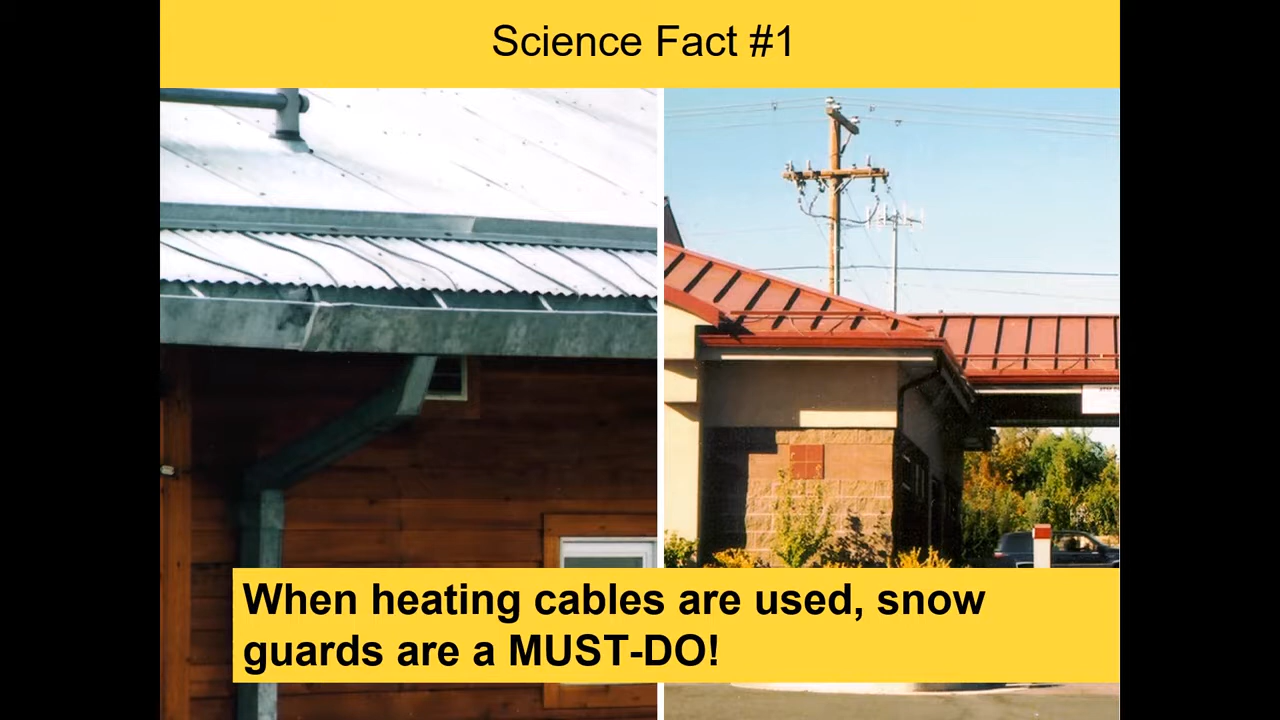 Science Fact #1
When heating cables are used, snow
guards are a MUST-DO!